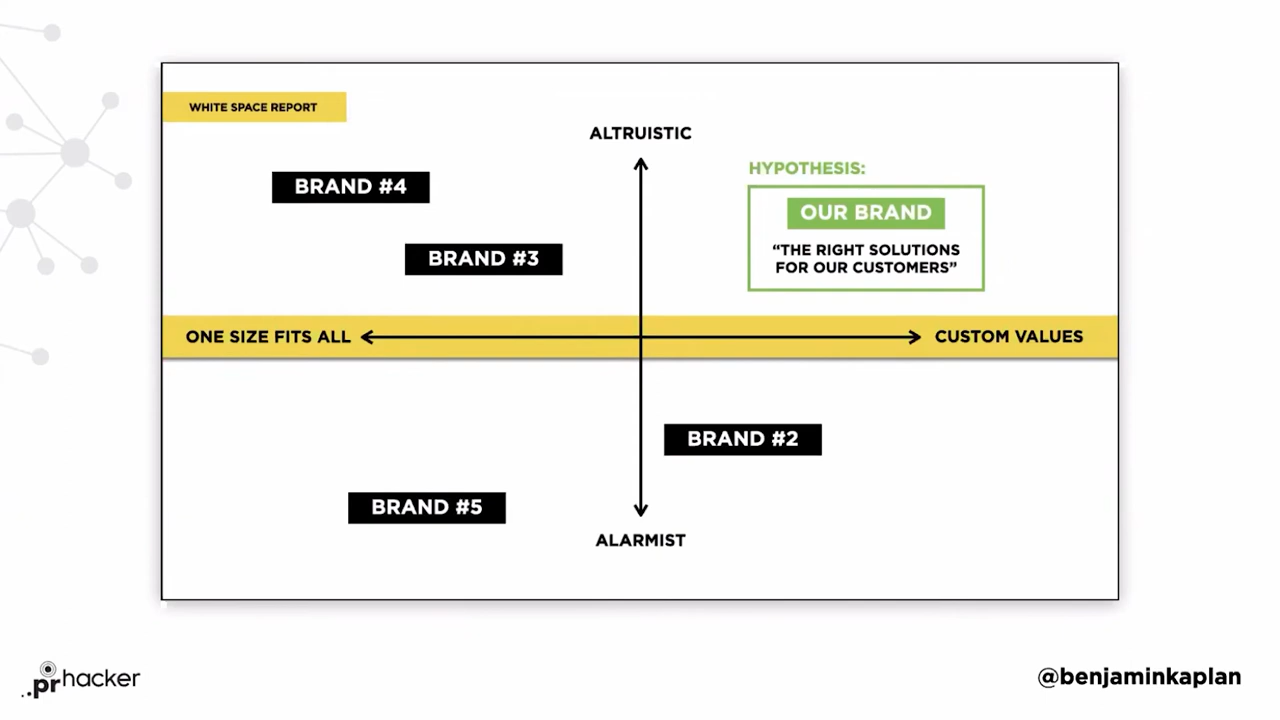 WHITE SPACE REPORT
ALTRUISTIC
HYPOTHESIS:
BRAND #4
OUR BRAND
“THE RIGHT SOLUTIONS
FOR OUR CUSTOMERS”
BRAND #3
ONE SIZE FITS ALL
CUSTOM VALUES
BRAND #2
BRAND #5
ALARMIST
..prhacker
@benjaminkaplan